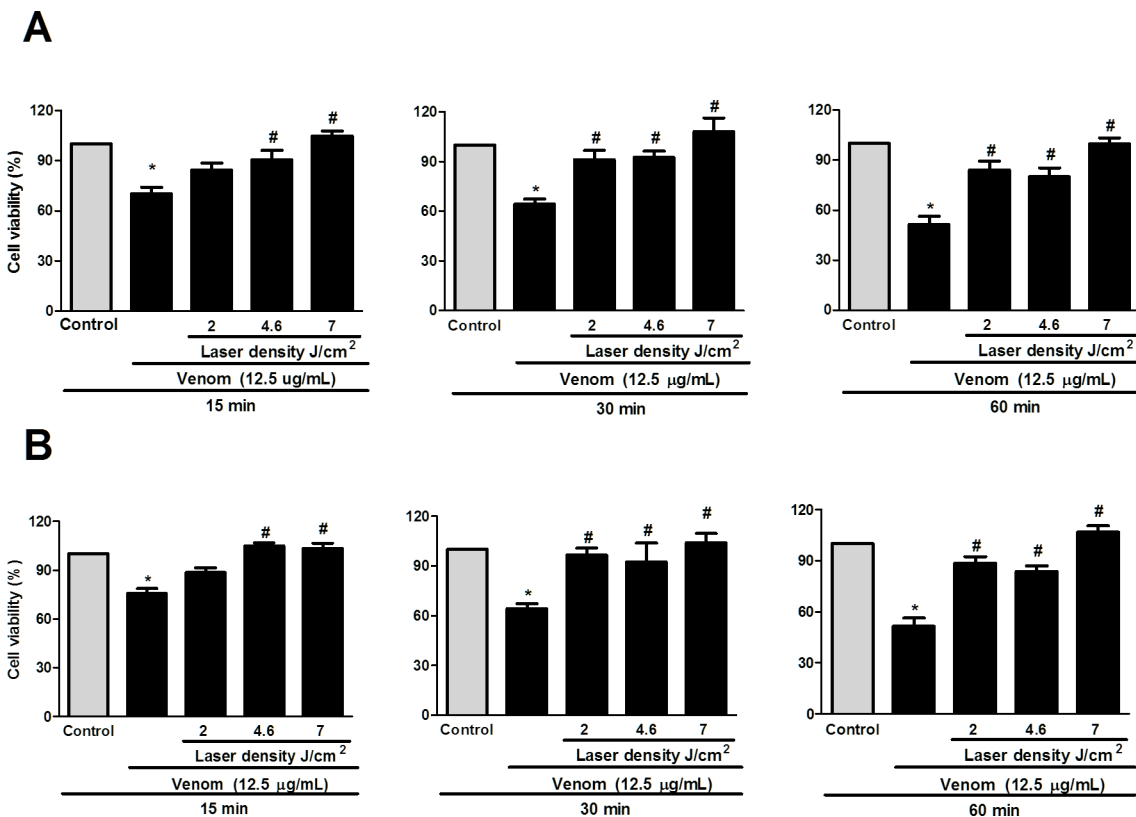 A
120
90
60
30
0
Cell viability (%)
*
#
#
Control
2
4.6
7
Laser density J/cm2
Venom (12.5 ug/mL)
15 min
120
90
60
30
0
*
#
#
#
Control
2
4.6
7
Laser density J/cm2
Venom (12.5 μg/mL)
30 min
120
90
60
30
0
*
#
#
#
Control
2
4.6
7
Laser density J/cm2
Venom (12.5 μg/mL)
60 min
B
120
90
60
30
0
Cell viability (%)
*
#
#
Control
2
4.6
7
Laser density J/cm2
Venom (12.5 μg/mL)
15 min
120
90
60
30
0
*
#
#
#
Control
2
4.6
7
Laser density J/cm2
Venom (12.5 μg/mL)
30 min
120
90
60
30
0
*
#
#
#
Control
2
4.6
7
Laser density J/cm2
Venom (12.5 μg/mL)
60 min